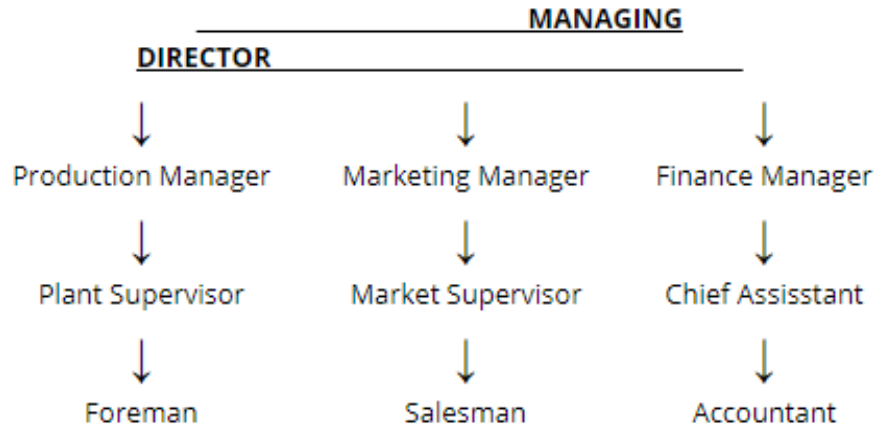 MANAGING
DIRECTOR
Production Manager Marketing Manager Finance Manager
Plant Supervisor Market Supervisor Chief Assisstant
Foreman Salesman Accountant